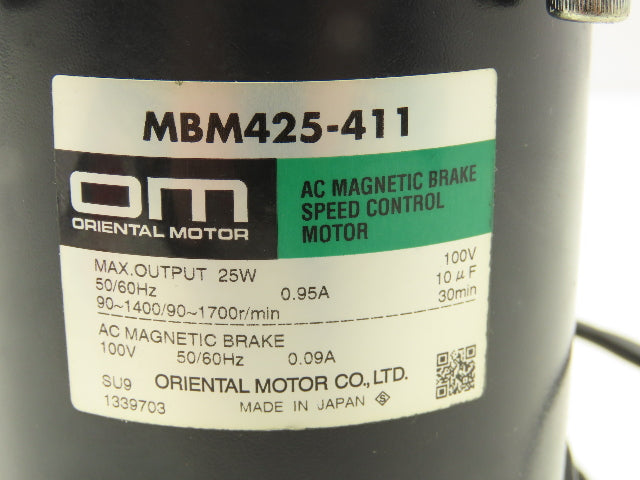 MBM425-411
OM
ORIENTAL MOTOR
AC MAGNETIC BRAKE
SPEED CONTROL
MOTOR
MAX.OUTPUT 25W 100V
50/60Hz 0.95A 10μF
90~1400/90~1700r/min 30min
AC MAGNETIC BRAKE
100V 50/60Hz 0.09A
SU9 ORIENTAL MOTOR CO.,LTD.
1339703 MADE IN JAPAN S